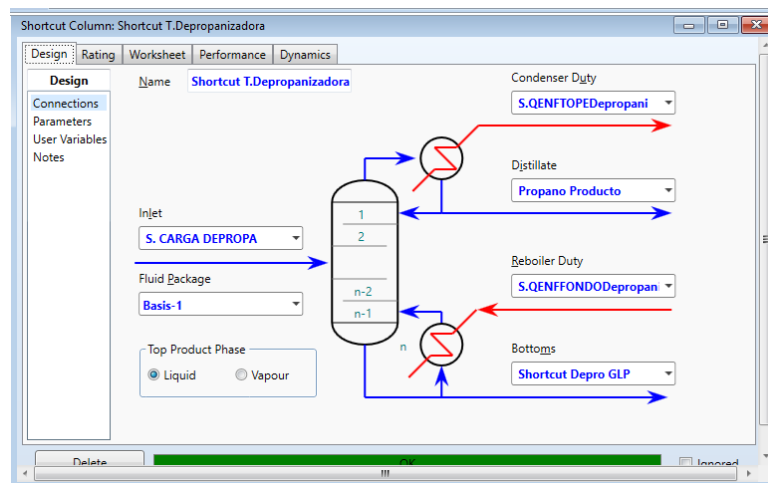 Shortcut Column: Shortcut T.Depropanizadora
Design Rating Worksheet Performance Dynamics
Design
Connections
Parameters
User Variables
Notes
Name Shortcut T.Depropanizadora
Condenser Duty
S.QENFTOPEDepropani
Distillate
Propano Producto
Inlet
S. CARGA DEPROPA
Fluid Package
Basis-1
Top Product Phase
Liquid Vapour
1
2
n-2
n-1
n
Reboiler Duty
S.QENFFONDODepropani
Bottoms
Shortcut Depro GLP
Delete
OK
Ignored